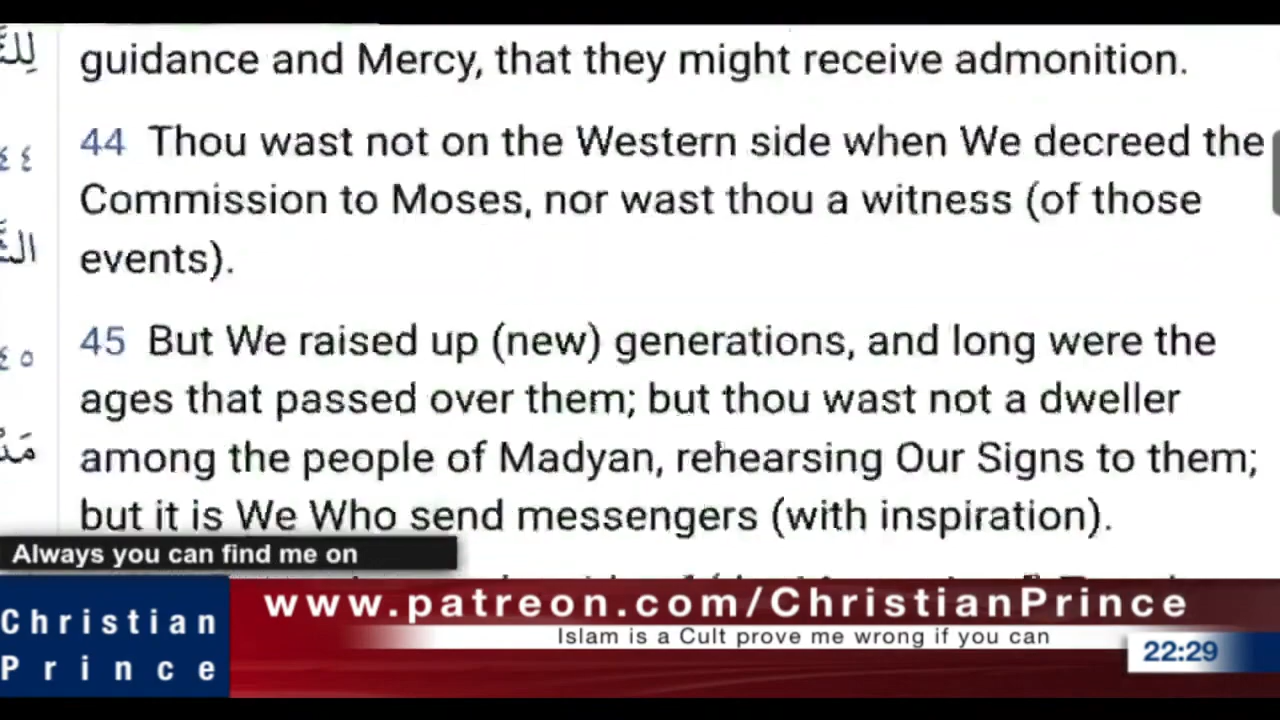 guidance and Mercy, that they might receive admonition.
44 Thou wast not on the Western side when We decreed the
Commission to Moses, nor wast thou a witness (of those
events).
٤٤
45 But We raised up (new) generations, and long were the
ages that passed over them; but thou wast not a dweller
among the people of Madyan, rehearsing Our Signs to them;
but it is We Who send messengers (with inspiration).
٤٥
Always you can find me on
Christian
Prince
www.patreon.com/ChristianPrince
Islam is a Cult prove me wrong if you can
22:29